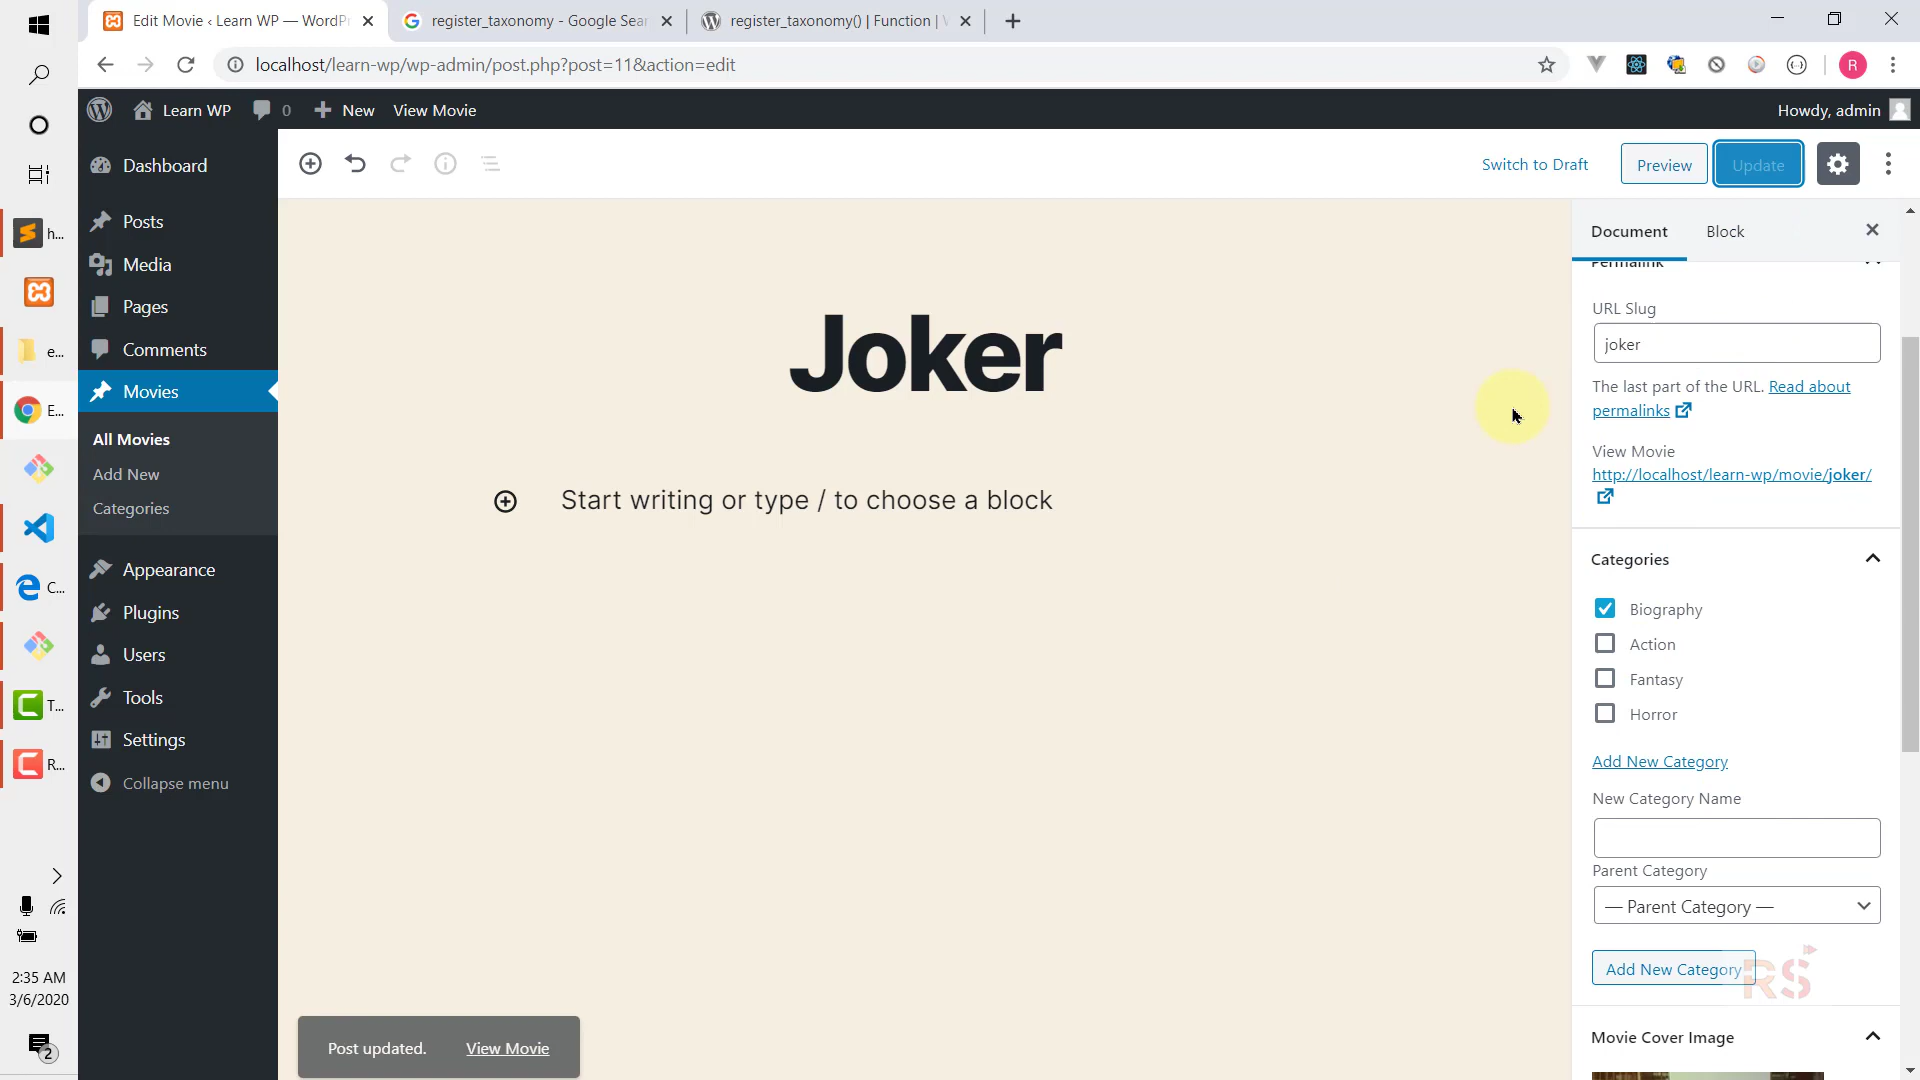 Edit Movie ‹ Learn WP — WordPr
register_taxonomy - Google Sear
register_taxonomy() | Function |
localhost/learn-wp/wp-admin/post.php?post=11&action=edit
R
Learn WP
0
New
View Movie
Howdy, admin
Dashboard
Posts
Media
Pages
Comments
Movies
All Movies
Add New
Categories
Appearance
Plugins
Users
Tools
Settings
Collapse menu
Switch to Draft
Preview
Update
Joker
Start writing or type / to choose a block
Document
Block
Permalink
URL Slug
joker
The last part of the URL. Read about
permalinks
View Movie
http://localhost/learn-wp/movie/joker/
Categories
Biography
Action
Fantasy
Horror
Add New Category
New Category Name
Parent Category
— Parent Category —
Add New Category
RS
Movie Cover Image
Post updated.
View Movie
h...
e...
E...
C...
T...
R...
2:35 AM
3/6/2020
2